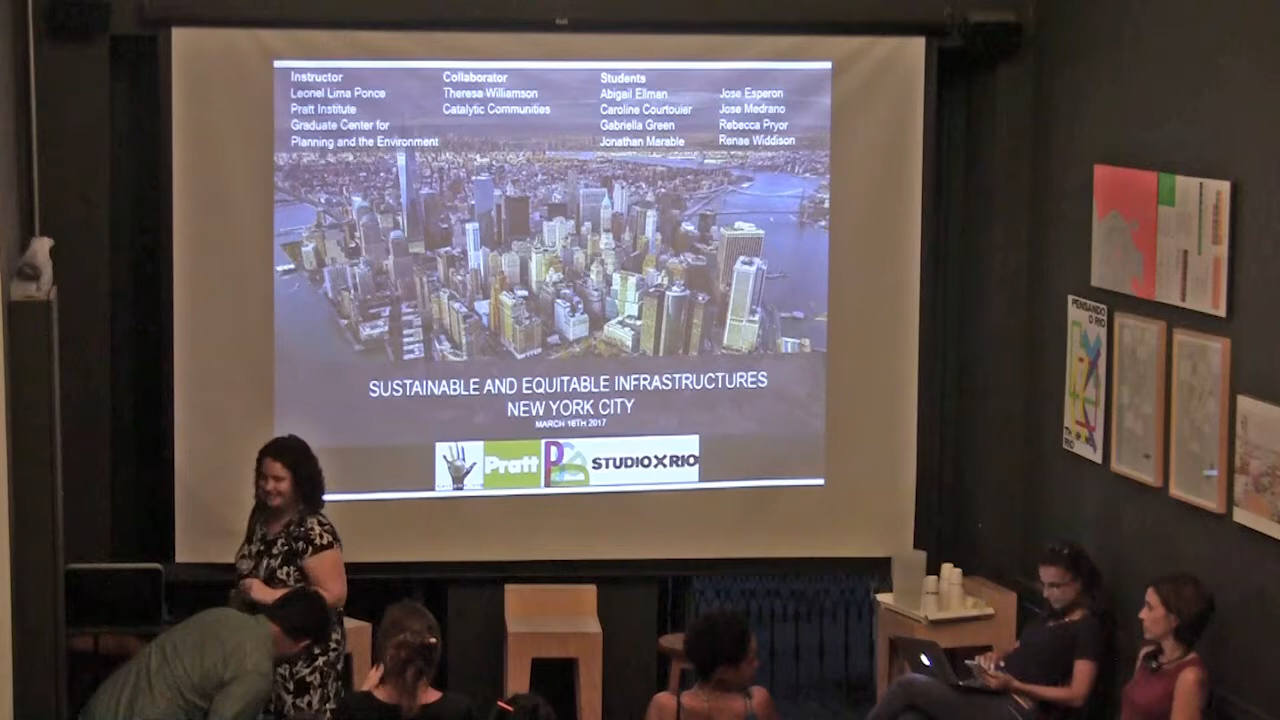 Instructor
Leonel Lima Ponce
Pratt Institute
Graduate Center for
Planning and the Environment
Collaborator
Theresa Williamson
Catalytic Communities
Students
Abigail Ellman
Caroline Courtouier
Gabriella Green
Jonathan Marable
Jose Esperon
Jose Medrano
Rebecca Pryor
Renae Widdison
SUSTAINABLE AND EQUITABLE INFRASTRUCTURES
NEW YORK CITY
MARCH 16TH 2017
Pratt
STUDIO X RIO
PENSANDO
O RIO
RIO